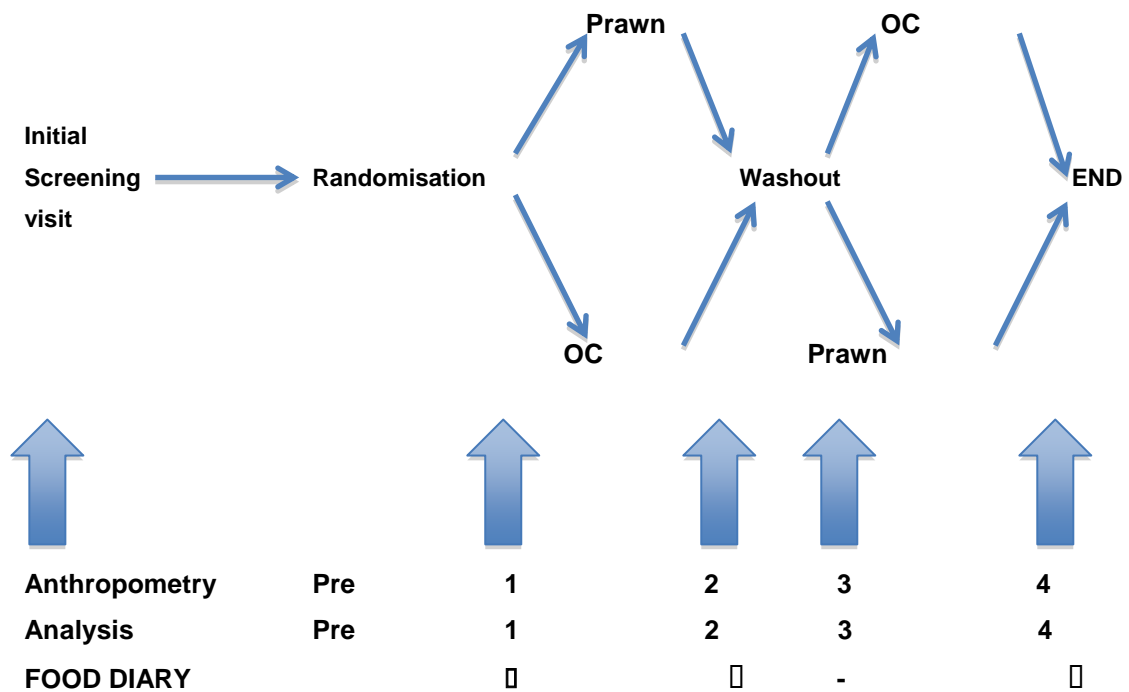 Prawn OC
Initial
Screening Randomisation Washout END
visit
OC Prawn
Anthropometry Pre 1 2 3 4
Analysis Pre 1 2 3 4
FOOD DIARY ▯ ▯ - ▯